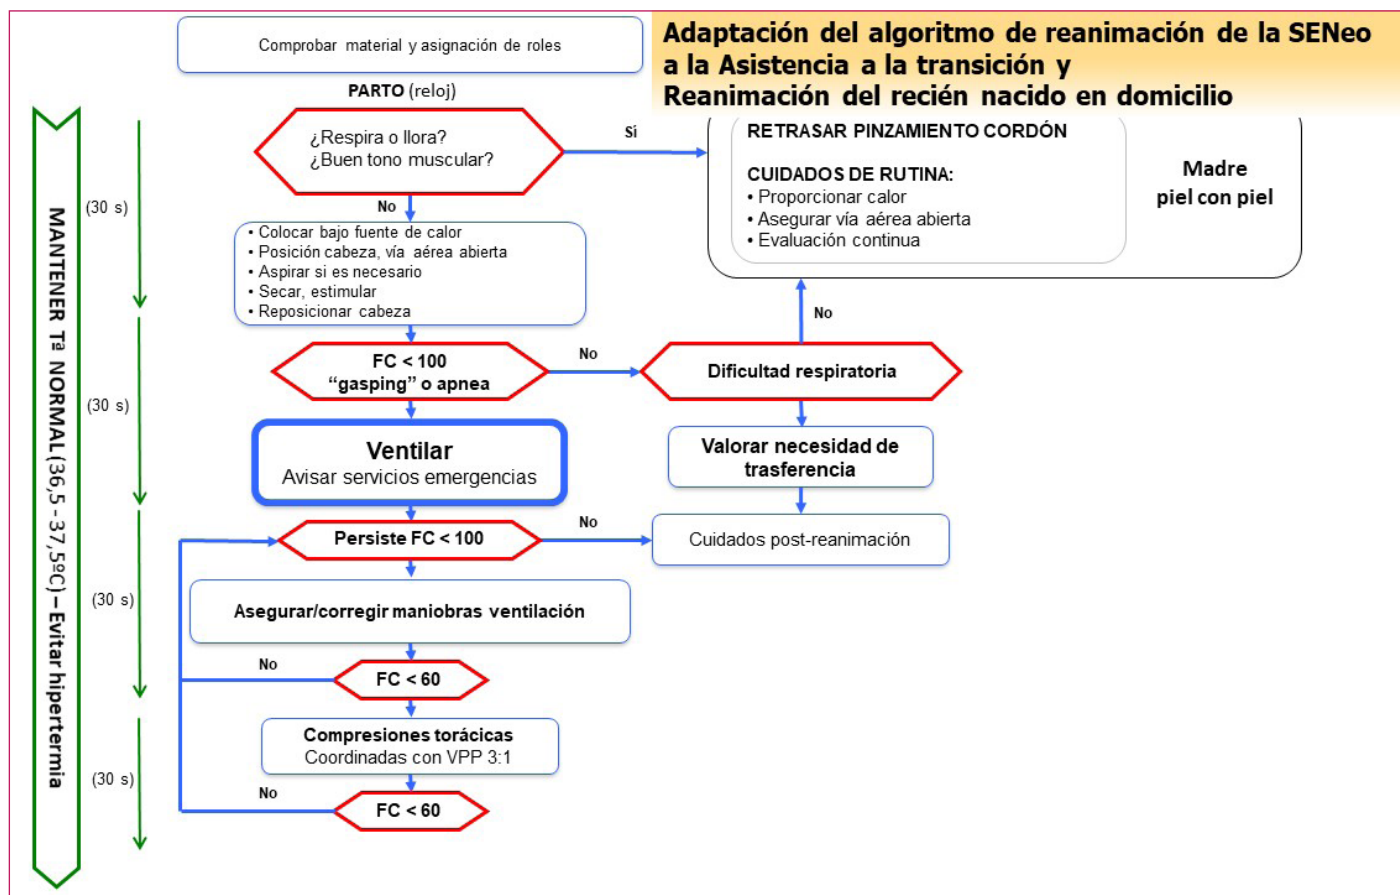 Adaptación del algoritmo de reanimación de la SENeo
a la Asistencia a la transición y
Reanimación del recién nacido en domicilio
Comprobar material y asignación de roles
PARTO (reloj)
¿Respira o llora?
¿Buen tono muscular?
Sí
RETRASAR PINZAMIENTO CORDÓN
CUIDADOS DE RUTINA:
• Proporcionar calor
• Asegurar vía aérea abierta
• Evaluación continua
Madre
piel con piel
No
(30 s)
• Colocar bajo fuente de calor
• Posición cabeza, vía aérea abierta
• Aspirar si es necesario
• Secar, estimular
• Reposicionar cabeza
No
FC < 100
“gasping” o apnea
No
Dificultad respiratoria
(30 s)
Ventilar
Avisar servicios emergencias
Valorar necesidad de
trasferencia
Persiste FC < 100
No
Cuidados post-reanimación
(30 s)
Asegurar/corregir maniobras ventilación
No
FC < 60
Compresiones torácicas
Coordinadas con VPP 3:1
(30 s)
No
FC < 60
MANTENER Tª NORMAL (36,5 - 37,5ºC) – Evitar hipertermia